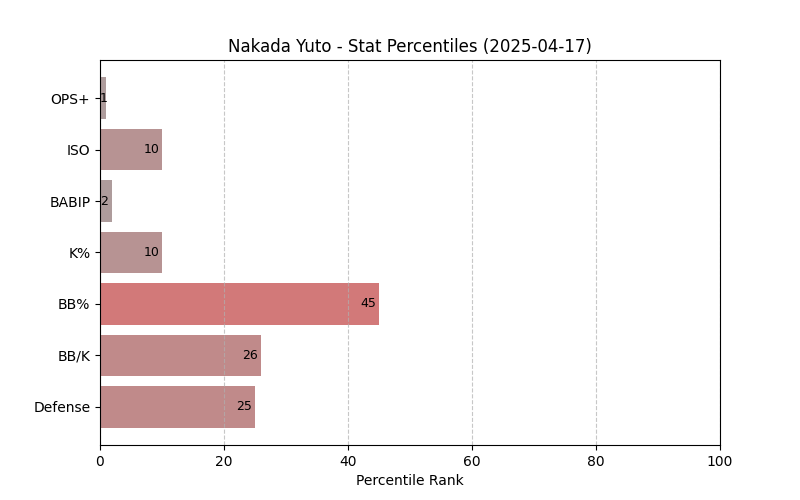 Nakada Yuto - Stat Percentiles (2025-04-17)
OPS+ 1
ISO 10
BABIP 2
K% 10
BB% 45
BB/K 26
Defense 25
0 20 40 60 80 100
Percentile Rank